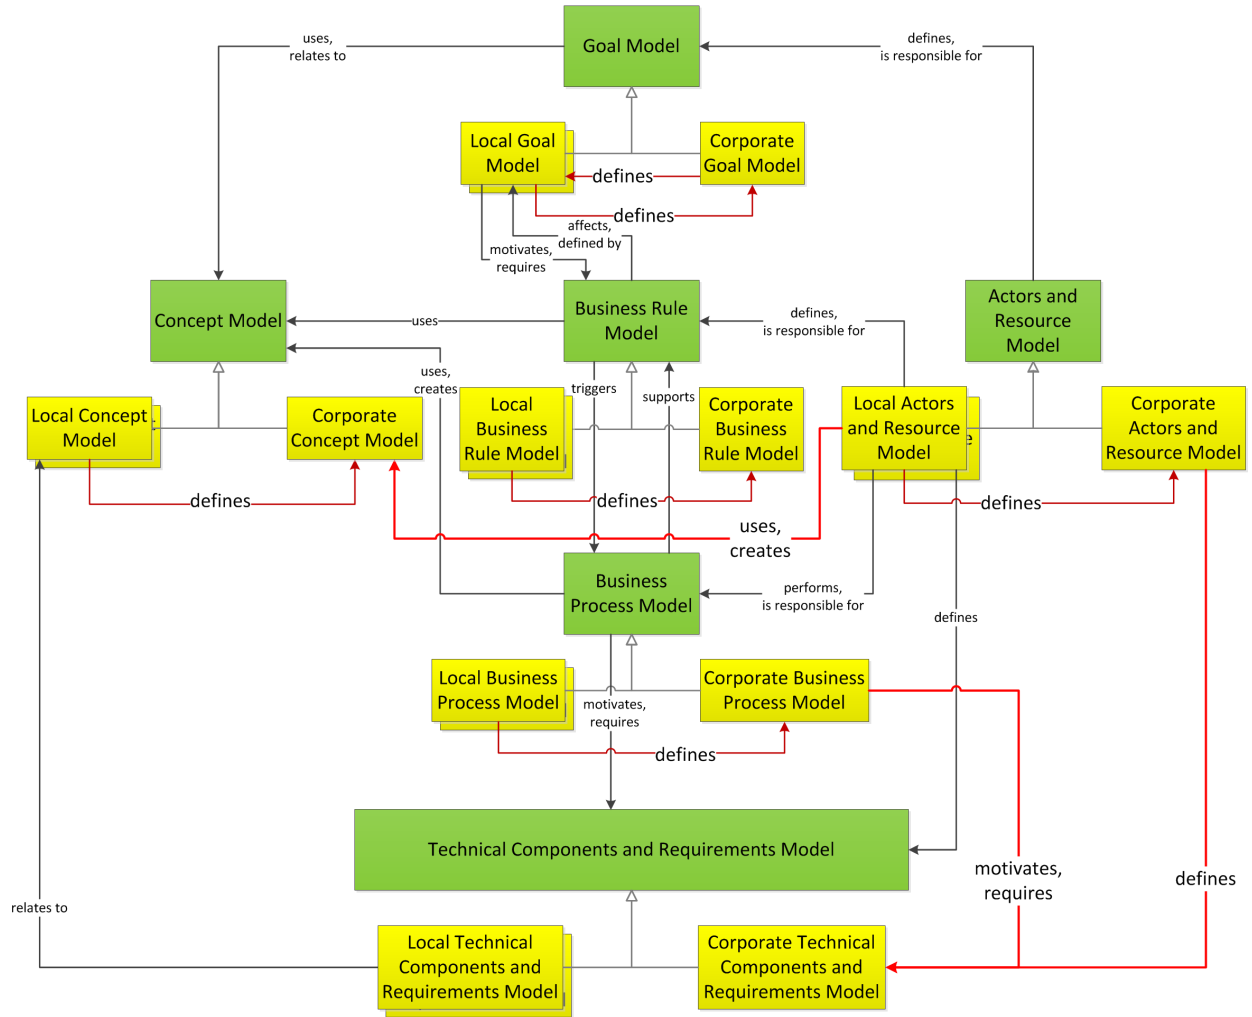 uses,
relates to
Goal Model
defines,
is responsible for
Local Goal
Model
Corporate
Goal Model
defines
defines
affects,
defined by
motivates,
requires
Concept Model
uses
Business Rule
Model
defines,
is responsible for
Actors and
Resource
Model
uses,
creates
triggers
supports
Local Concept
Model
Corporate
Concept Model
Local
Business
Rule Model
Corporate
Business
Rule Model
Local Actors
and Resource
Model
e
Corporate
Actors and
Resource Model
defines
defines
defines
uses,
creates
Business
Process Model
performs,
is responsible for
defines
Local Business
Process Model
motivates,
requires
Corporate Business
Process Model
defines
Technical Components and Requirements Model
motivates,
requires
defines
relates to
Local Technical
Components and
Requirements Model
Corporate Technical
Components and
Requirements Model